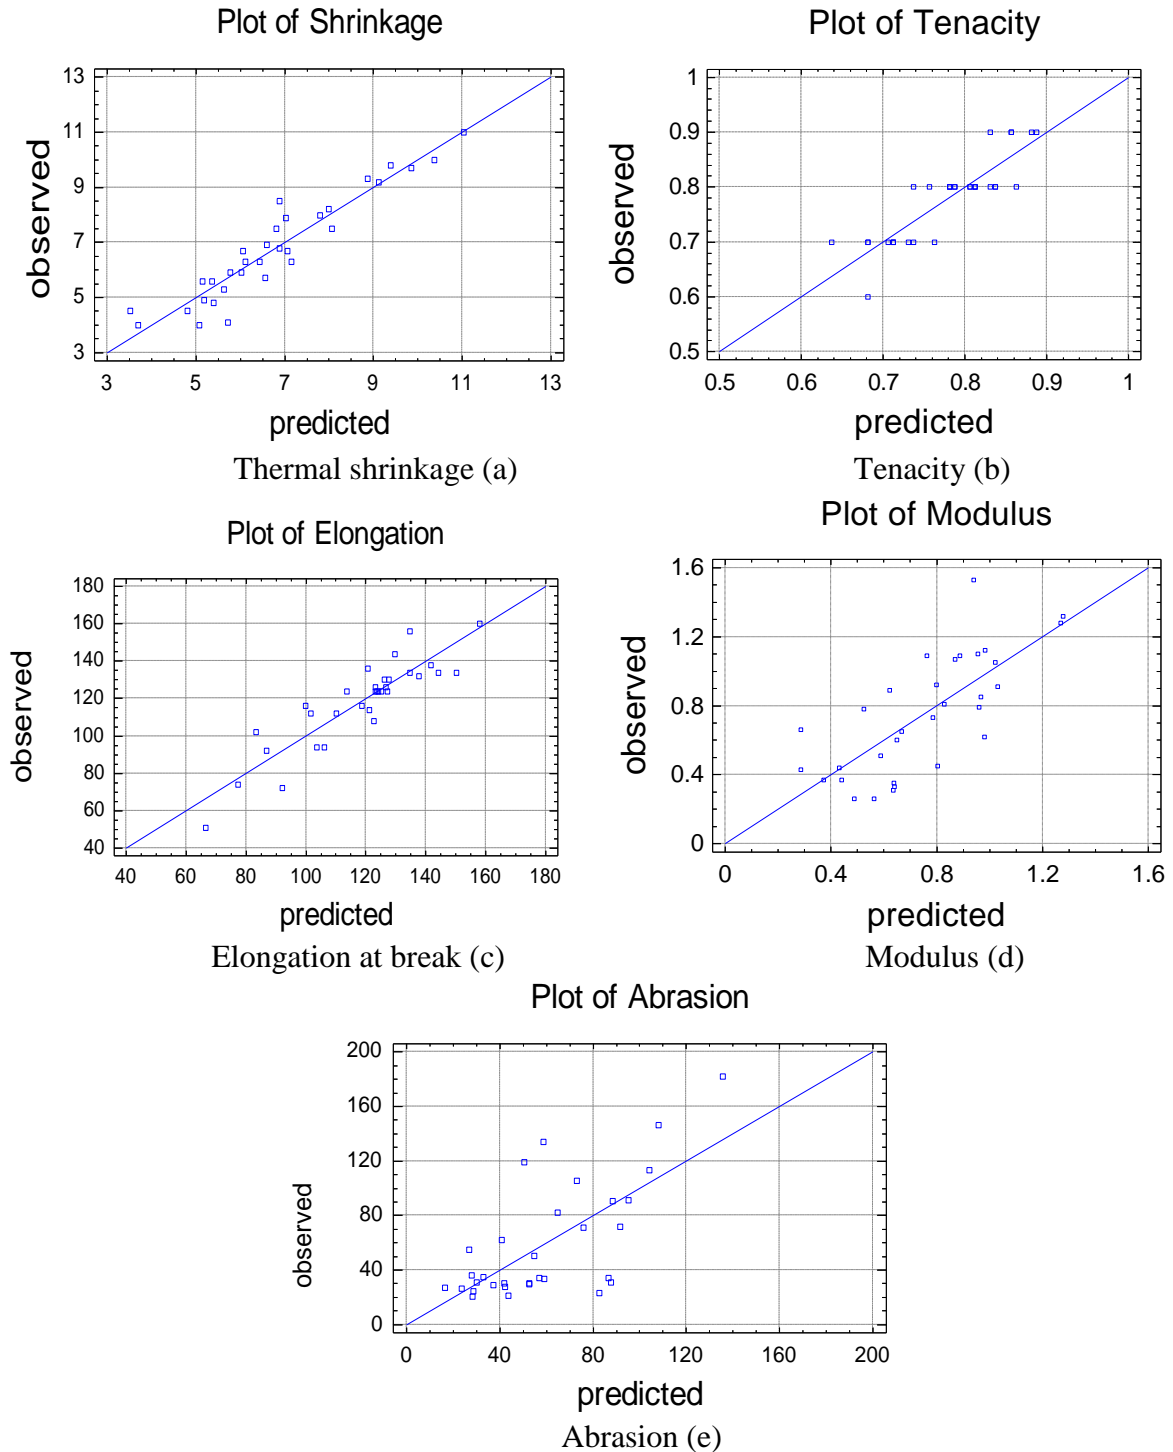 Plot of Shrinkage
13
11
9
7
5
3
observed
3 5 7 9 11 13
predicted
Thermal shrinkage (a)
Plot of Tenacity
1
0.9
0.8
0.7
0.6
0.5
observed
0.5 0.6 0.7 0.8 0.9 1
predicted
Tenacity (b)
Plot of Elongation
180
160
140
120
100
80
60
40
observed
40 60 80 100 120 140 160 180
predicted
Elongation at break (c)
Plot of Modulus
1.6
1.2
0.8
0.4
0
observed
0 0.4 0.8 1.2 1.6
predicted
Modulus (d)
Plot of Abrasion
200
160
120
80
40
0
observed
0 40 80 120 160 200
predicted
Abrasion (e)